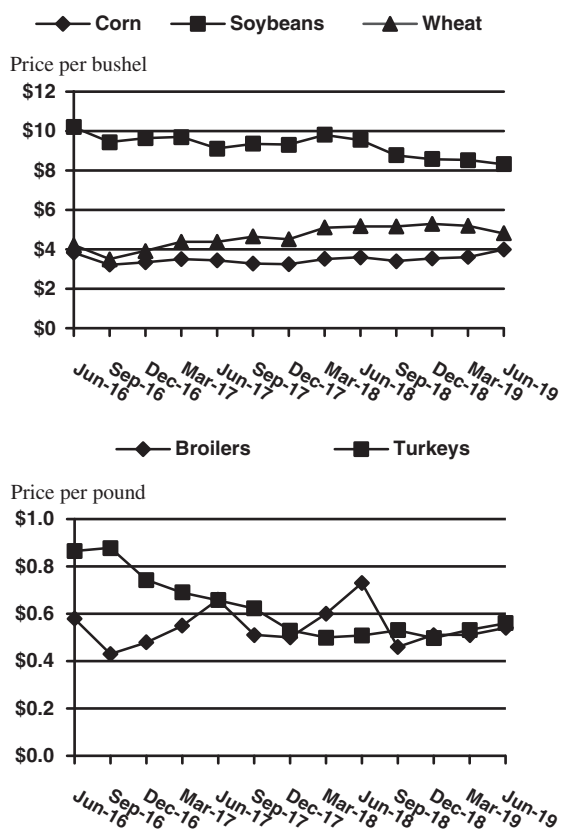 Corn Soybeans Wheat
Price per bushel
$12
$10
$8
$6
$4
$2
$0
Jun-16 Sep-16 Dec-16 Mar-17 Jun-17 Sep-17 Dec-17 Mar-18 Jun-18 Sep-18 Dec-18 Mar-19 Jun-19
Broilers Turkeys
Price per pound
$1.0
$0.8
$0.6
$0.4
$0.2
$0.0
Jun-16 Sep-16 Dec-16 Mar-17 Jun-17 Sep-17 Dec-17 Mar-18 Jun-18 Sep-18 Dec-18 Mar-19 Jun-19